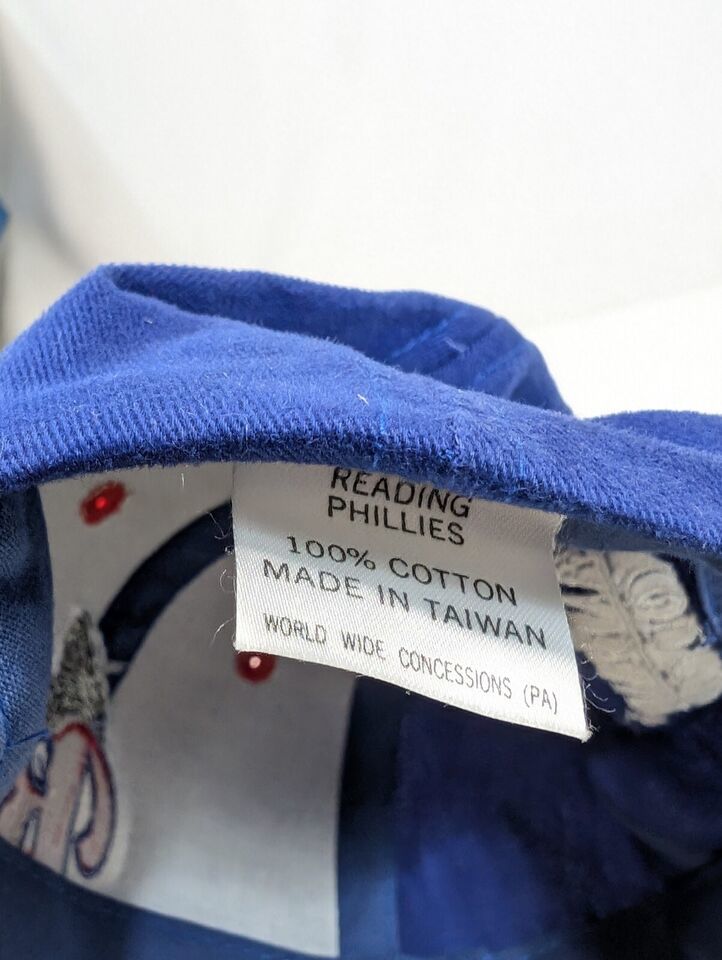 READING
PHILLIES
100% COTTON
MADE IN TAIWAN
WORLD WIDE CONCESSIONS (PA)